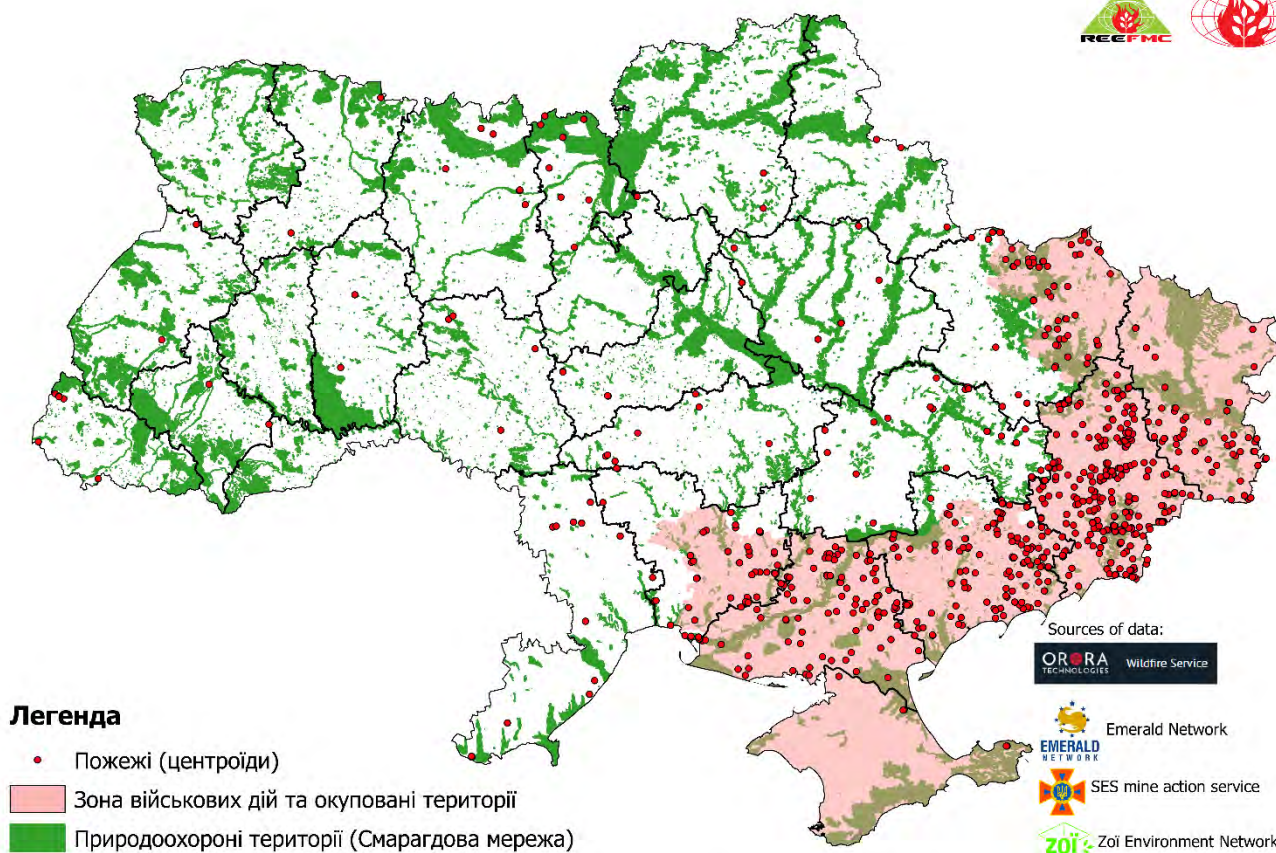 REEFMC
Sources of data:
ORORA
TECHNOLOGIES
Wildfire Service
Легенда
Пожежі (центроїди)
Зона військових дій та окуповані території
Природоохороні території (Смарагдова мережа)
EMERALD
NETWORK
Emerald Network
SES mine action service
zoï
Zoï Environment Network